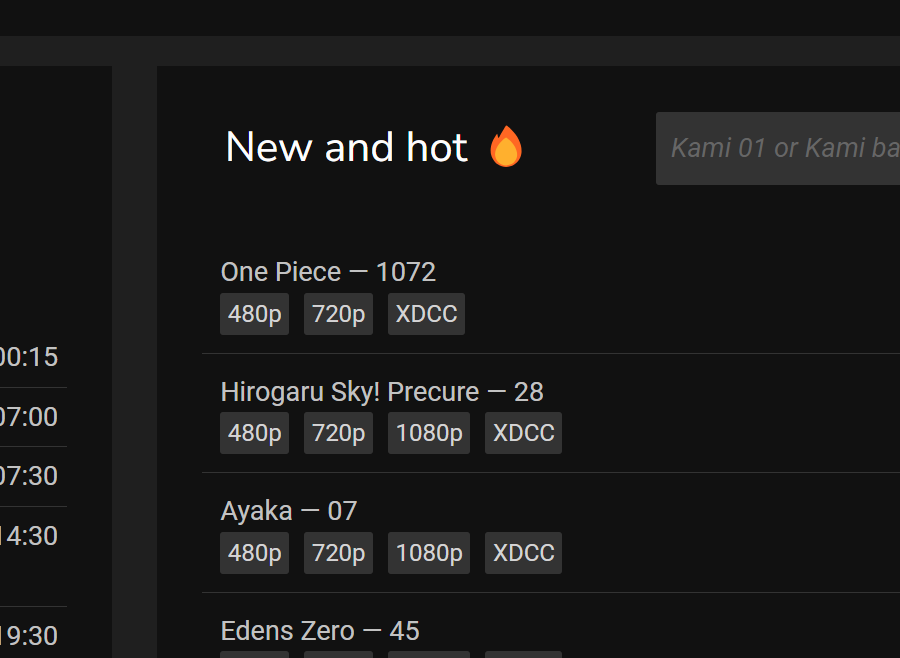 New and hot 🔥
Kami 01 or Kami ba
One Piece — 1072
480p 720p XDCC
Hirogaru Sky! Precure — 28
480p 720p 1080p XDCC
Ayaka — 07
480p 720p 1080p XDCC
Edens Zero — 45
00:15
07:00
07:30
14:30
19:30